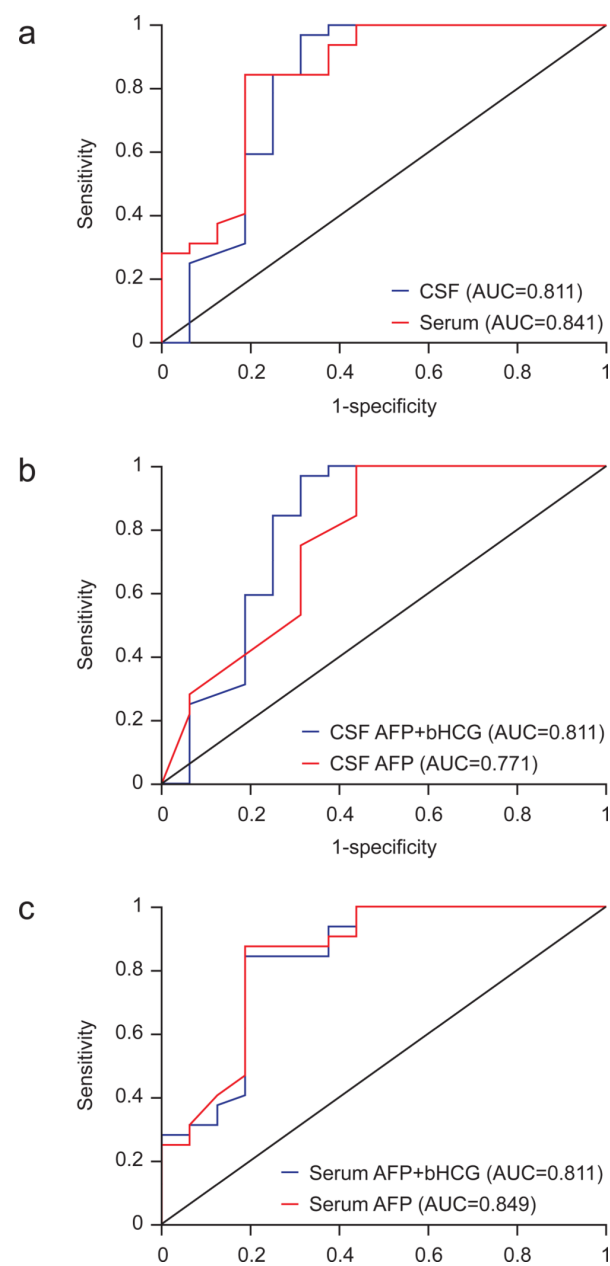 a
1
0.8
0.6
0.4
0.2
0
Sensitivity
CSF (AUC=0.811)
Serum (AUC=0.841)
0 0.2 0.4 0.6 0.8 1
1-specificity
b
1
0.8
0.6
0.4
0.2
0
Sensitivity
CSF AFP+bHCG (AUC=0.811)
CSF AFP (AUC=0.771)
0 0.2 0.4 0.6 0.8 1
1-specificity
c
1
0.8
0.6
0.4
0.2
0
Sensitivity
Serum AFP+bHCG (AUC=0.811)
Serum AFP (AUC=0.849)
0 0.2 0.4 0.6 0.8 1